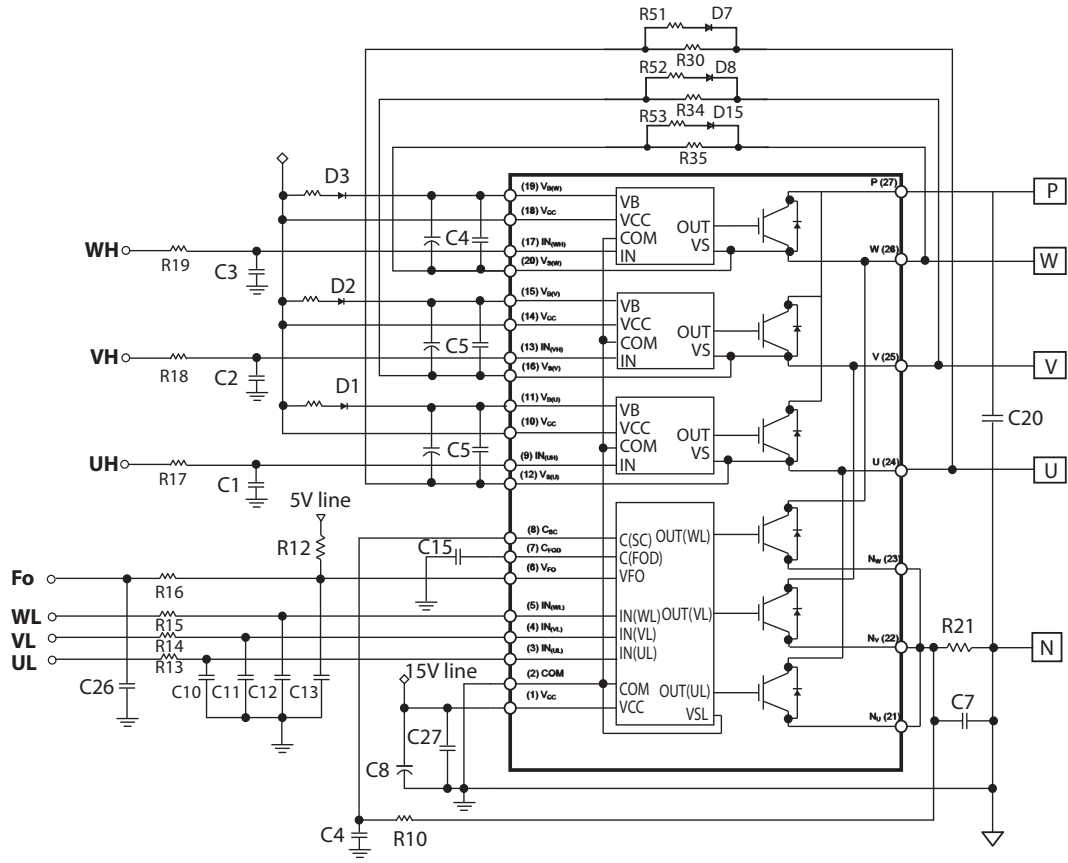 R51 D7
R30
R52 D8
R34
R53 D15
R35
D3
(19) VB(W)
(18) VCC
C4
(17) IN(WH)
(20) VS(W)
VB
VCC
COM
IN
OUT
VS
P (27)
P
WH
R19
C3
W (26)
W
D2
(15) VB(V)
(14) VCC
C5
(13) IN(VH)
(16) VS(V)
VB
VCC
COM
IN
OUT
VS
VH
R18
C2
V (25)
V
D1
(11) VB(U)
(10) VCC
C5
(9) IN(UH)
(12) VS(U)
VB
VCC
COM
IN
OUT
VS
C20
UH
R17
C1
U (24)
U
5V line
R12
C15
(8) CSC
(7) CFOD
(6) VFO
C(SC)
C(FOD)
VFO
OUT(WL)
Fo
R16
NW (23)
WL
R15
VL
R14
UL
R13
(5) IN(WL)
(4) IN(VL)
(3) IN(UL)
IN(WL)
IN(VL)
IN(UL)
OUT(VL)
NV (22)
R21
N
C26
C10
C11
C12
C13
15V line
(2) COM
(1) VCC
COM
VCC
OUT(UL)
VSL
NU (21)
C7
C27
C8
C4
R10